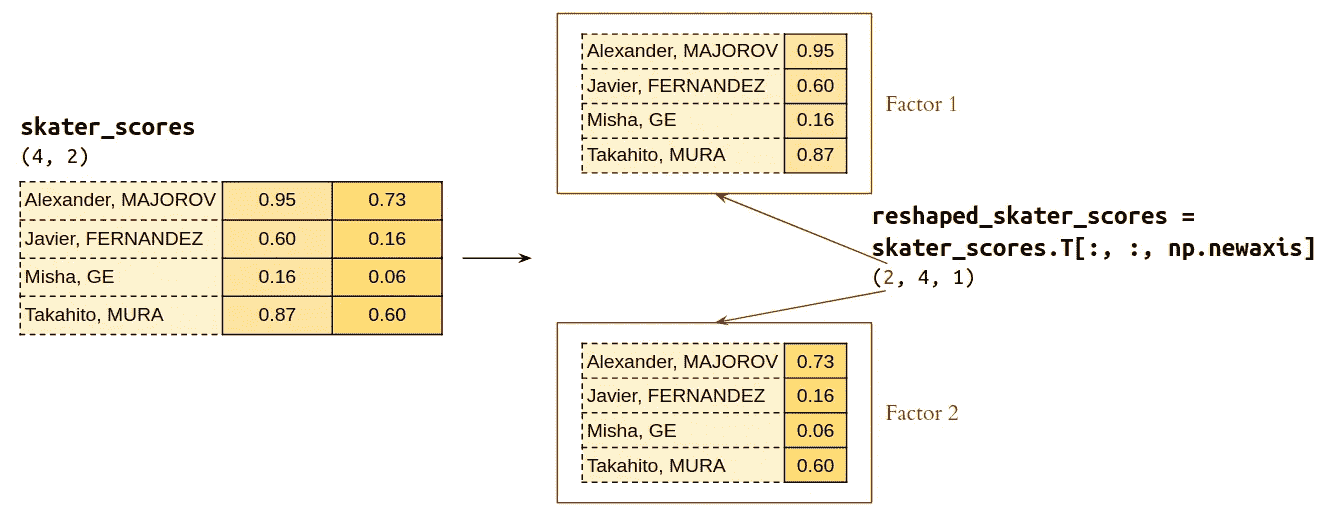 skater_scores
(4, 2)
Alexander, MAJOROV 0.95 0.73
Javier, FERNANDEZ 0.60 0.16
Misha, GE 0.16 0.06
Takahito, MURA 0.87 0.60
Alexander, MAJOROV 0.95
Javier, FERNANDEZ 0.60
Misha, GE 0.16
Takahito, MURA 0.87
Factor 1
reshaped_skater_scores =
skater_scores.T[:, :, np.newaxis]
(2, 4, 1)
Alexander, MAJOROV 0.73
Javier, FERNANDEZ 0.16
Misha, GE 0.06
Takahito, MURA 0.60
Factor 2